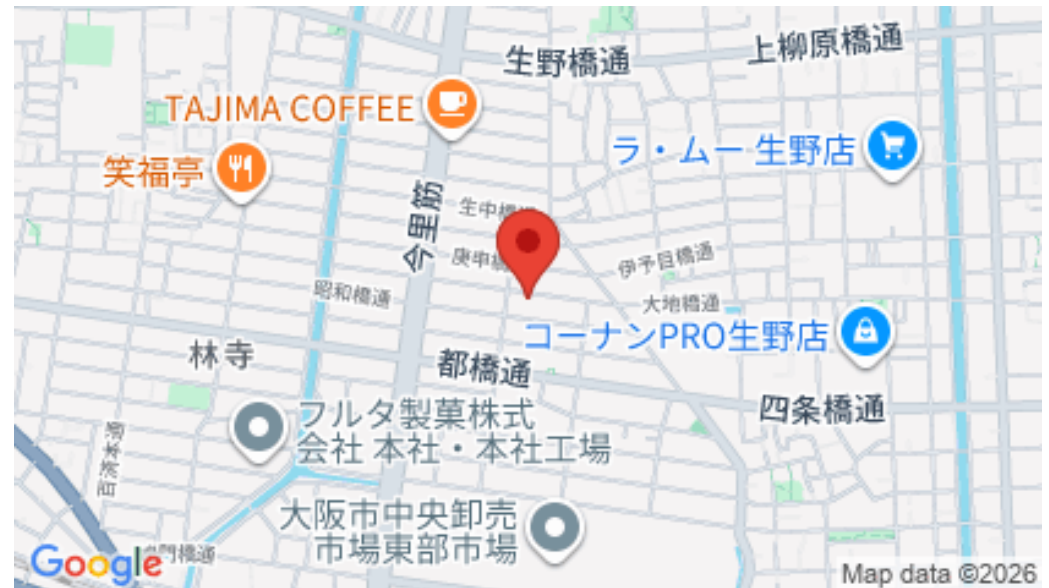 生野橋通
上柳原橋通
TAJIMA COFFEE
ラ・ムー 生野店
笑福亭
今里筋
生中橋
庚申橋
伊予目橋通
昭和橋通
大地橋通
コーナンPRO生野店
林寺
都橋通
四条橋通
フルタ製菓株式
会社 本社・本社工場
百済本通
大阪市中央卸売
市場東部市場
門橋通
Google
Map data ©2026